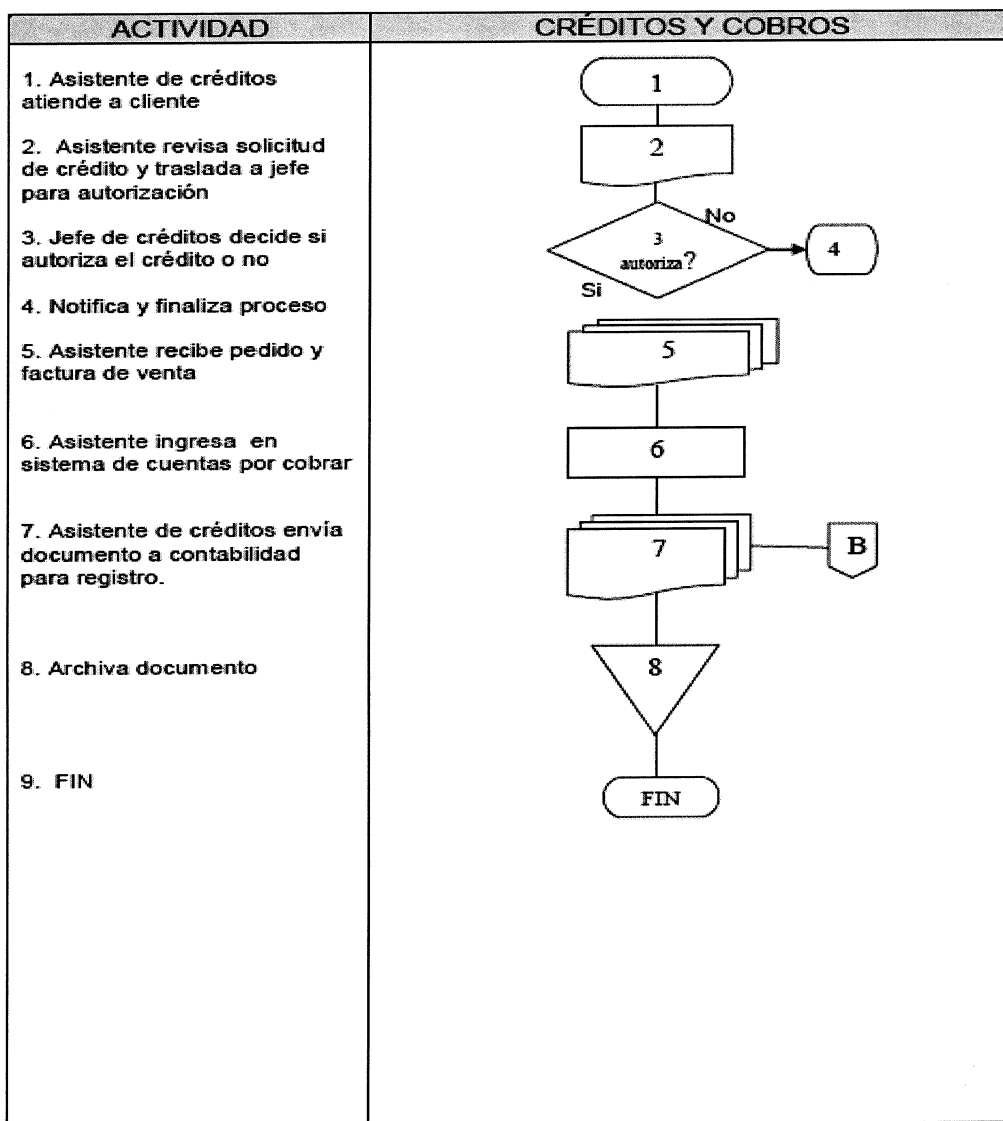 ACTIVIDAD
CRÉDITOS Y COBROS
1. Asistente de créditos
atiende a cliente
2. Asistente revisa solicitud
de crédito y traslada a jefe
para autorización
3. Jefe de créditos decide si
autoriza el crédito o no
4. Notifica y finaliza proceso
5. Asistente recibe pedido y
factura de venta
6. Asistente ingresa en
sistema de cuentas por cobrar
7. Asistente de créditos envía
documento a contabilidad
para registro.
8. Archiva documento
9. FIN
1
2
No
3
autoriza?
4
Si
5
6
7
B
8
FIN